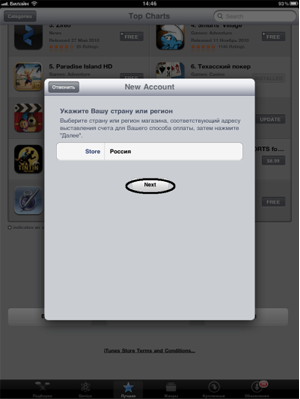 Билайн
14:46
Categories
Top Charts
Search
FREE
FREE
5. Paradise Island HD
6. Техасский покер
Отменить
New Account
Укажите Вашу страну или регион
Выберите страну или регион магазина, соответствующий адресу
выставления счета для Вашего способа оплаты, затем нажмите
"Далее".
Store Россия
Next
UPDATE
FREE
iTunes Store Terms and Conditions...